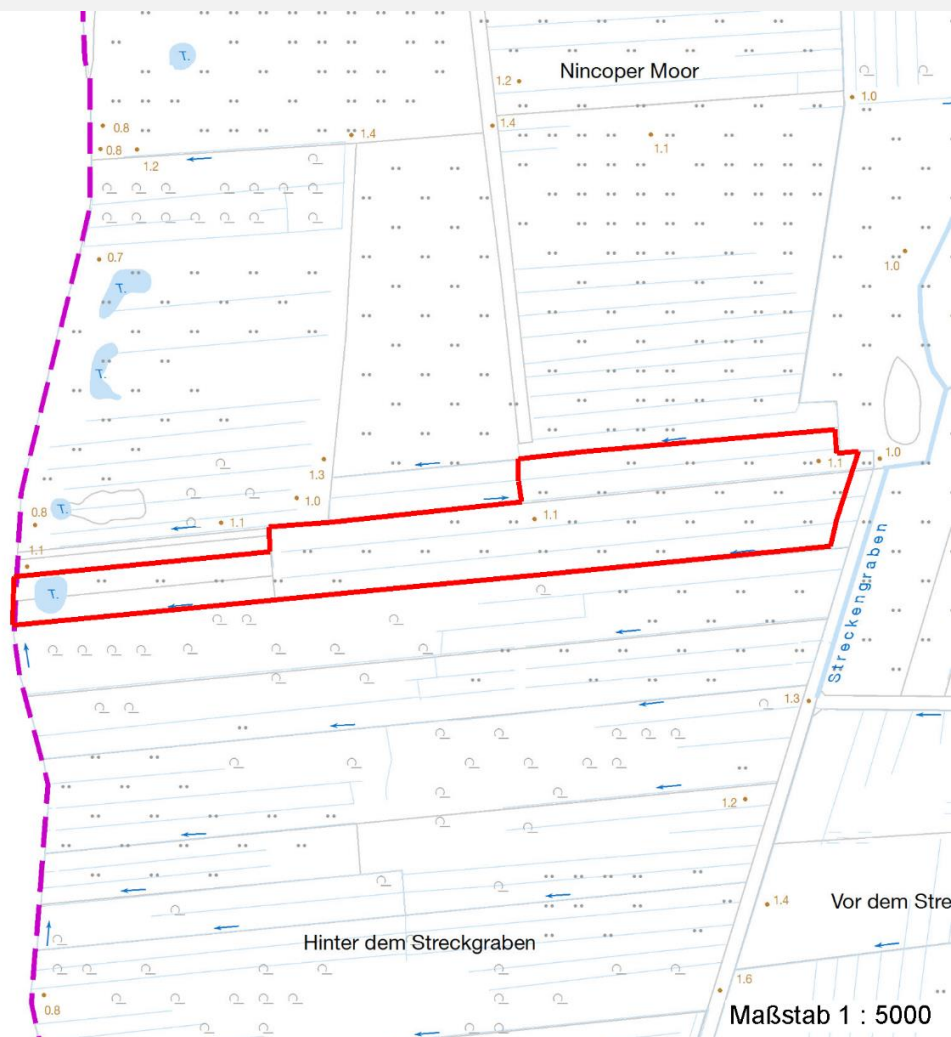 T.
Nincoper Moor
1.2
1.0
1.4
0.8
1.4
1.1
0.8
1.2
0.7
1.0
T.
T.
1.3
1.1
1.0
1.0
T.
0.8
1.1
1.1
1.1
T.
Streckengraben
1.3
1.2
1.4
Vor dem Stre
Hinter dem Streckgraben
1.6
0.8
Maßstab 1 : 5000